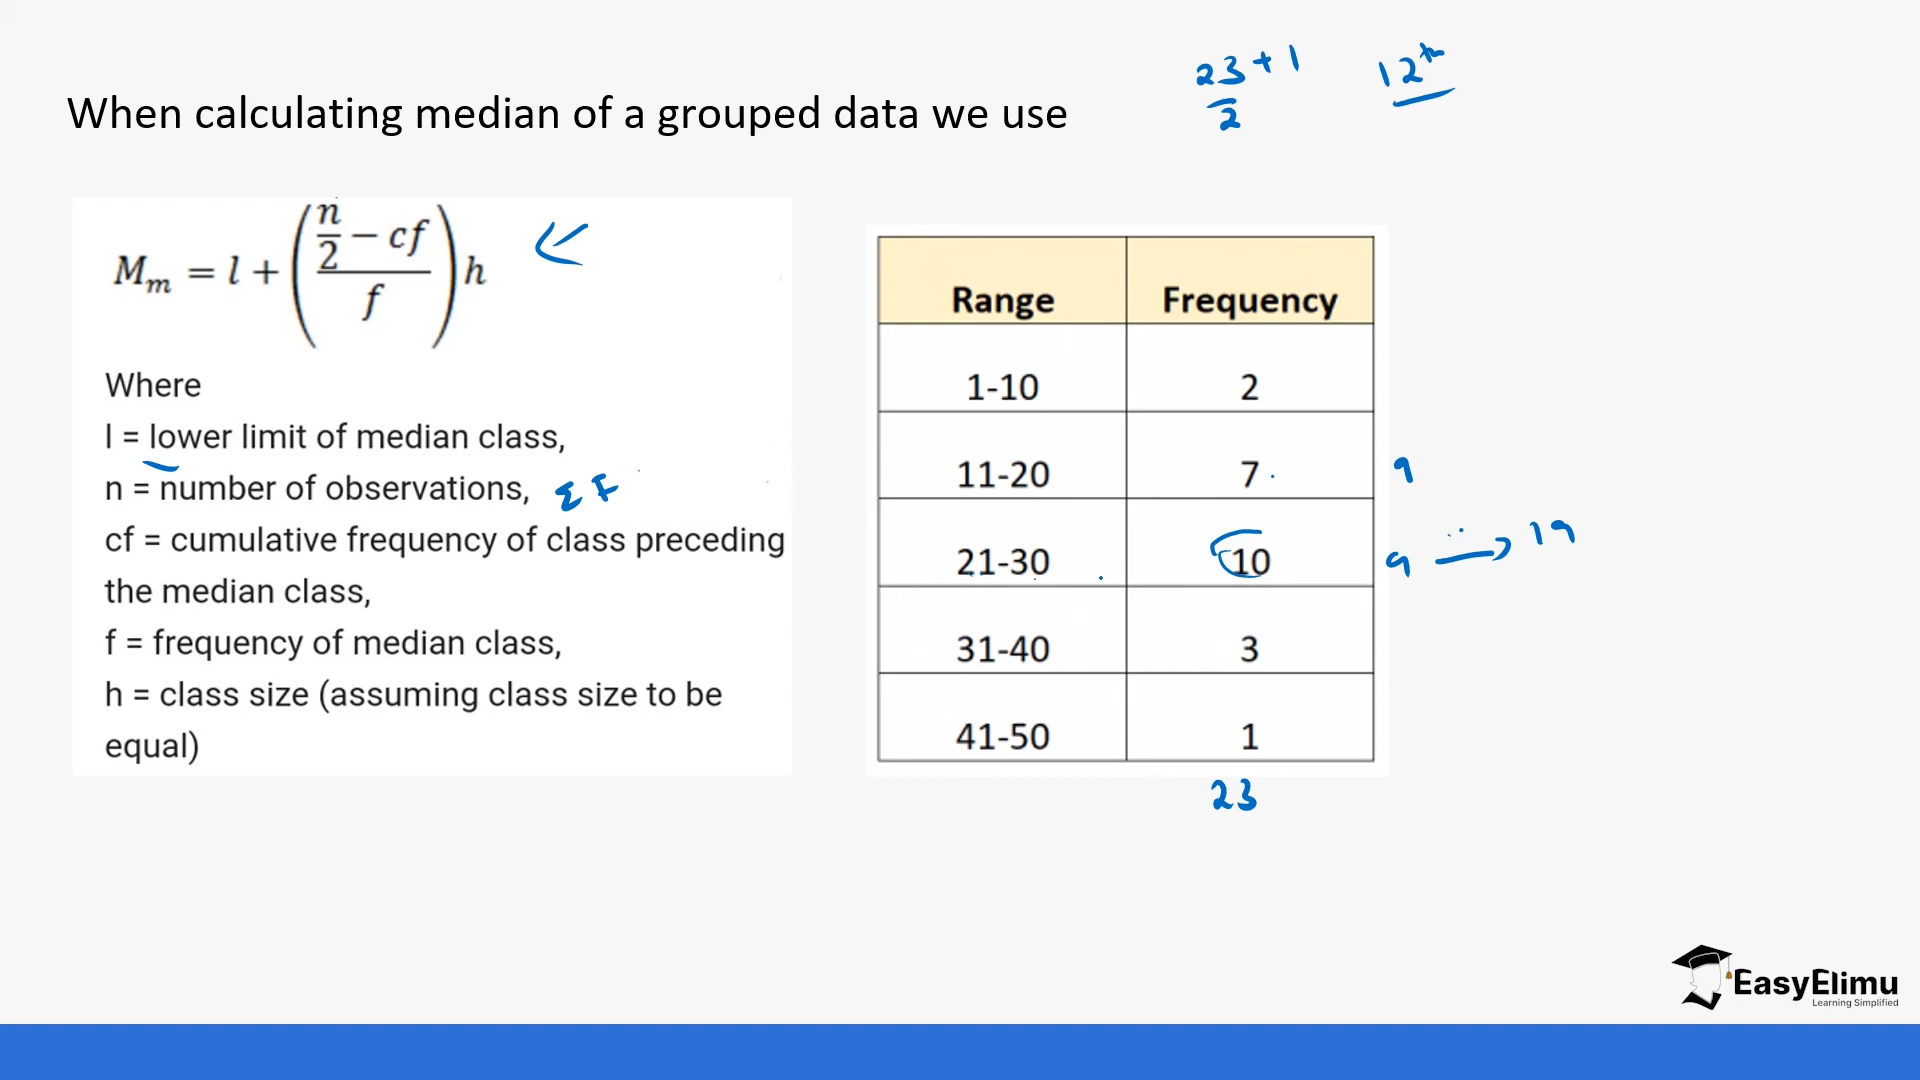 23 + 1
2
12th
When calculating median of a grouped data we use
Mm = l + ( (n/2 − cf) / f ) h
Where
l = lower limit of median class,
n = number of observations, Σ F
cf = cumulative frequency of class preceding
the median class,
f = frequency of median class,
h = class size (assuming class size to be
equal)
Range Frequency
1-10 2
11-20 7 9
21-30 10 9 → 19
31-40 3
41-50 1
23
EasyElimu
Learning Simplified